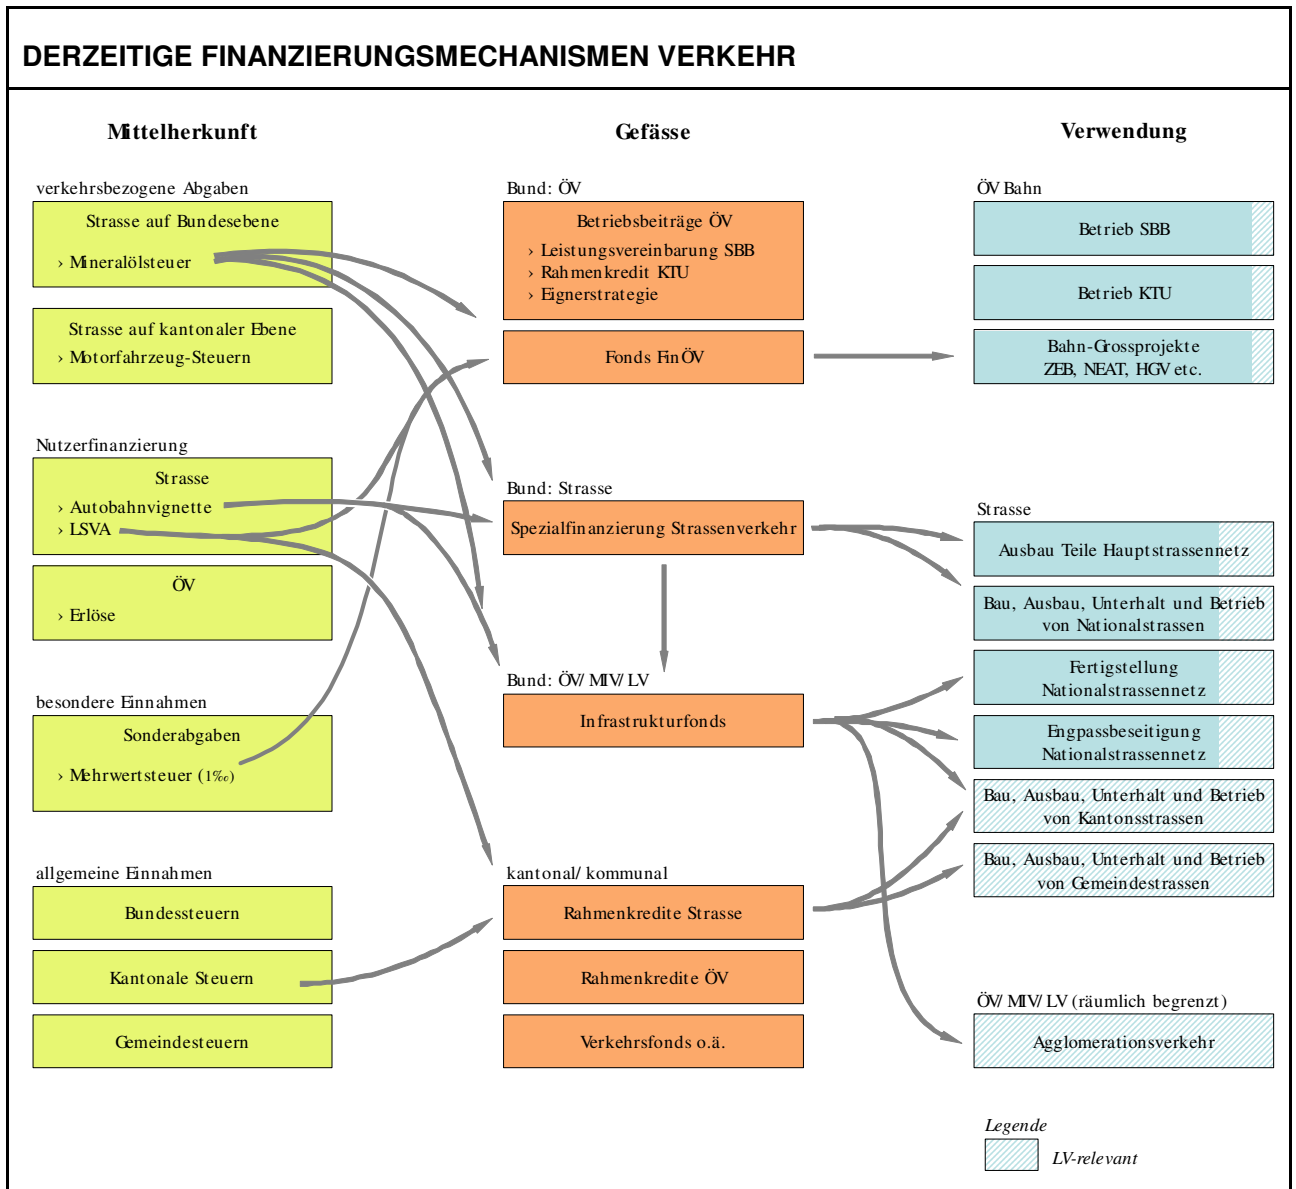 DERZEITIGE FINANZIERUNGSMECHANISMEN VERKEHR
Mittelherkunft
verkehrsbezogene Abgaben
Strasse auf Bundesebene
› Mineralölsteuer
Strasse auf kantonaler Ebene
› Motorfahrzeug-Steuern
Nutzerfinanzierung
Strasse
› Autobahnvignette
› LSVA
ÖV
› Erlöse
besondere Einnahmen
Sonderabgaben
› Mehrwertsteuer (1‰)
allgemeine Einnahmen
Bundessteuern
Kantonale Steuern
Gemeindesteuern
Gefässe
Bund: ÖV
Betriebsbeiträge ÖV
› Leistungsvereinbarung SBB
› Rahmenkredit KTU
› Eignerstrategie
Fonds FinÖV
Bund: Strasse
Spezialfinanzierung Strassenverkehr
Bund: ÖV/MIV/LV
Infrastrukturfonds
kantonal/kommunal
Rahmenkredite Strasse
Rahmenkredite ÖV
Verkehrsfonds o.ä.
Verwendung
ÖV Bahn
Betrieb SBB
Betrieb KTU
Bahn-Grossprojekte
ZEB, NEAT, HGV etc.
Strasse
Ausbau Teile Hauptstrassennetz
Bau, Ausbau, Unterhalt und Betrieb
von Nationalstrassen
Fertigstellung
Nationalstrassennetz
Engpassbeseitigung
Nationalstrassennetz
Bau, Ausbau, Unterhalt und Betrieb
von Kantonsstrassen
Bau, Ausbau, Unterhalt und Betrieb
von Gemeindestrassen
ÖV/MIV/LV (räumlich begrenzt)
Agglomerationsverkehr
Legende
LV-relevant